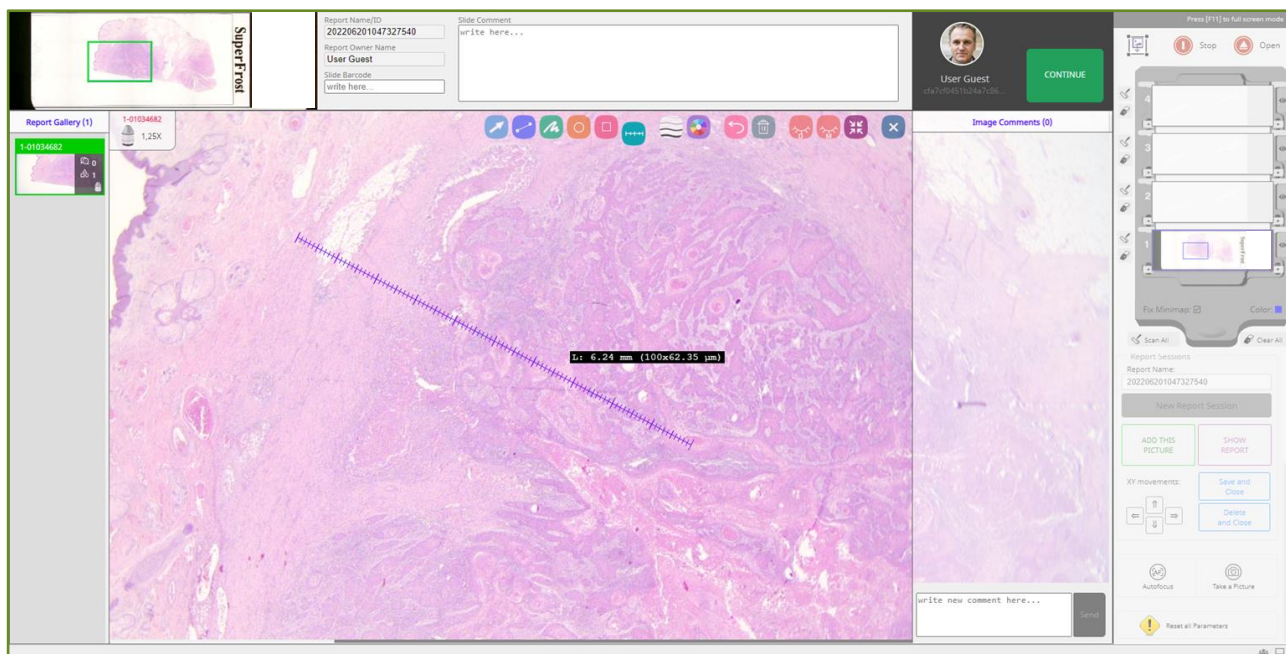 SuperFrost
Report Name/ID
202206201047327540
Report Owner Name
User Guest
Slide Barcode
write here...
Slide Comment
write here...
User Guest
cfa7cf0451b24a7c86...
CONTINUE
Press [F11] to full screen mode
Stop
Open
Report Gallery (1)
1-01034682
0
1
1-01034682
1,25X
L: 6.24 mm (100x62.35 µm)
Image Comments (0)
write new comment here...
Send
4
3
2
1
SuperFrost
Fix Minimap:
Color:
Scan All
Clear All
Report Sessions
Report Name:
202206201047327540
New Report Session
ADD THIS
PICTURE
SHOW
REPORT
XY movements:
Save and
Close
Delete
and Close
AF
Autofocus
Take a Picture
Reset all Parameters